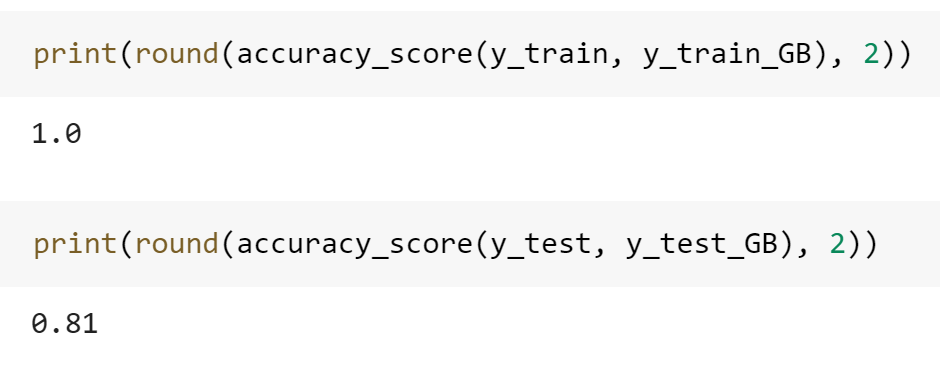 print(round(accuracy_score(y_train, y_train_GB), 2))
1.0
print(round(accuracy_score(y_test, y_test_GB), 2))
0.81